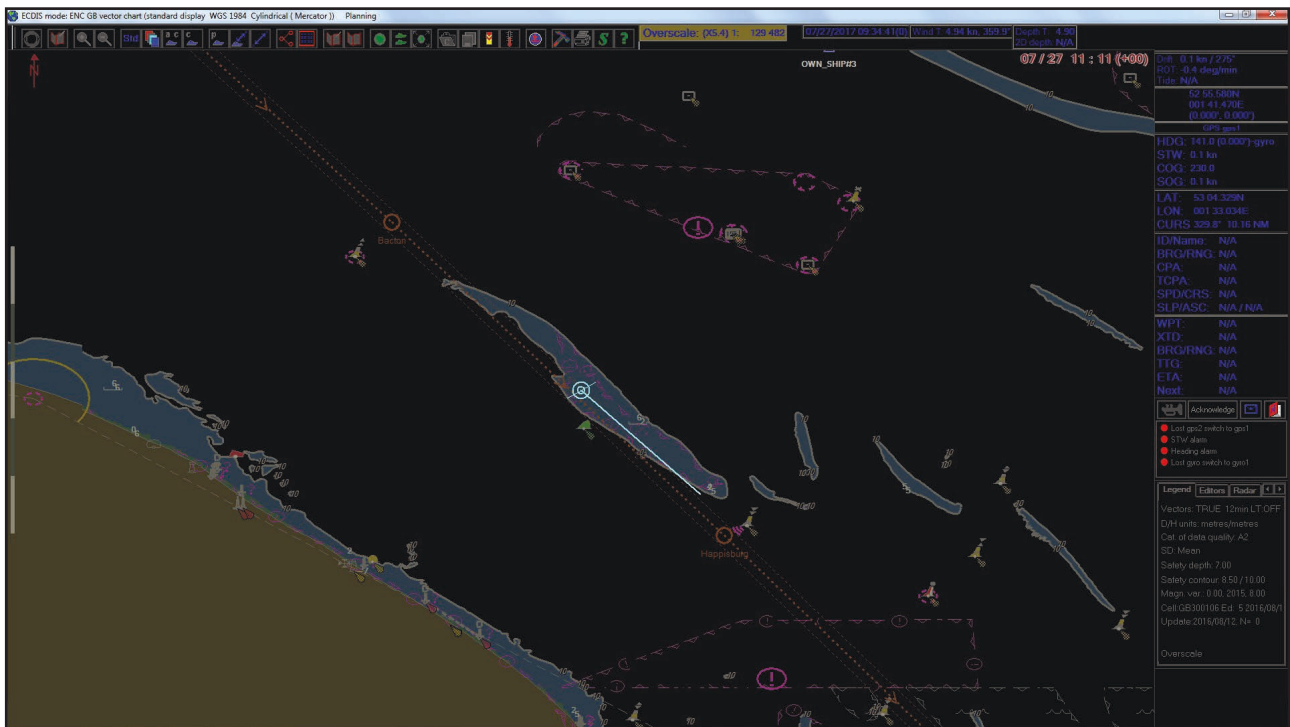 ECDIS mode: ENC GB vector chart (standard display WGS 1984 Cylindrical ( Mercator )) Planning
Std
Overscale: (X5.4) 1: 129 482
07/27/2017 09:34:41(0)
Wind T: 4.94 kn, 359.9°
Depth T: 4.90
2D depth: N/A
OWN_SHIP#3
07 / 27 11 : 11 (+00)
N
Bacton
Happisburg
Drift: 0.1 kn / 275°
ROT: -0.4 deg/min
Tide: N/A
52 55.580N
001 41.470E
(0.000', 0.000')
GPS gps1
HDG: 141.0 (0.000°)-gyro
STW: 0.1 kn
COG: 230.0
SOG: 0.1 kn
LAT: 53 04.329N
LON: 001 33.034E
CURS 329.8° 10.16 NM
ID/Name: N/A
BRG/RNG: N/A
CPA: N/A
TCPA: N/A
SPD/CRS: N/A
SLP/ASC: N/A / N/A
WPT: N/A
XTD: N/A
BRG/RNG: N/A
TTG: N/A
ETA: N/A
Next: N/A
Acknowledge
Lost gps2 switch to gps1
STW alarm
Heading alarm
Lost gyro switch to gyro1
Legend Editors Radar
Vectors: TRUE 12min LT:OFF
D/H units: metres/metres
Cat. of data quality: A2
SD: Mean
Safety depth: 7.00
Safety contour: 8.50 / 10.00
Magn. var.: 0.00, 2015, 8.00
Cell:GB300106 Ed: 5 2016/08/1
Update:2016/08/12, N= 0
Overscale